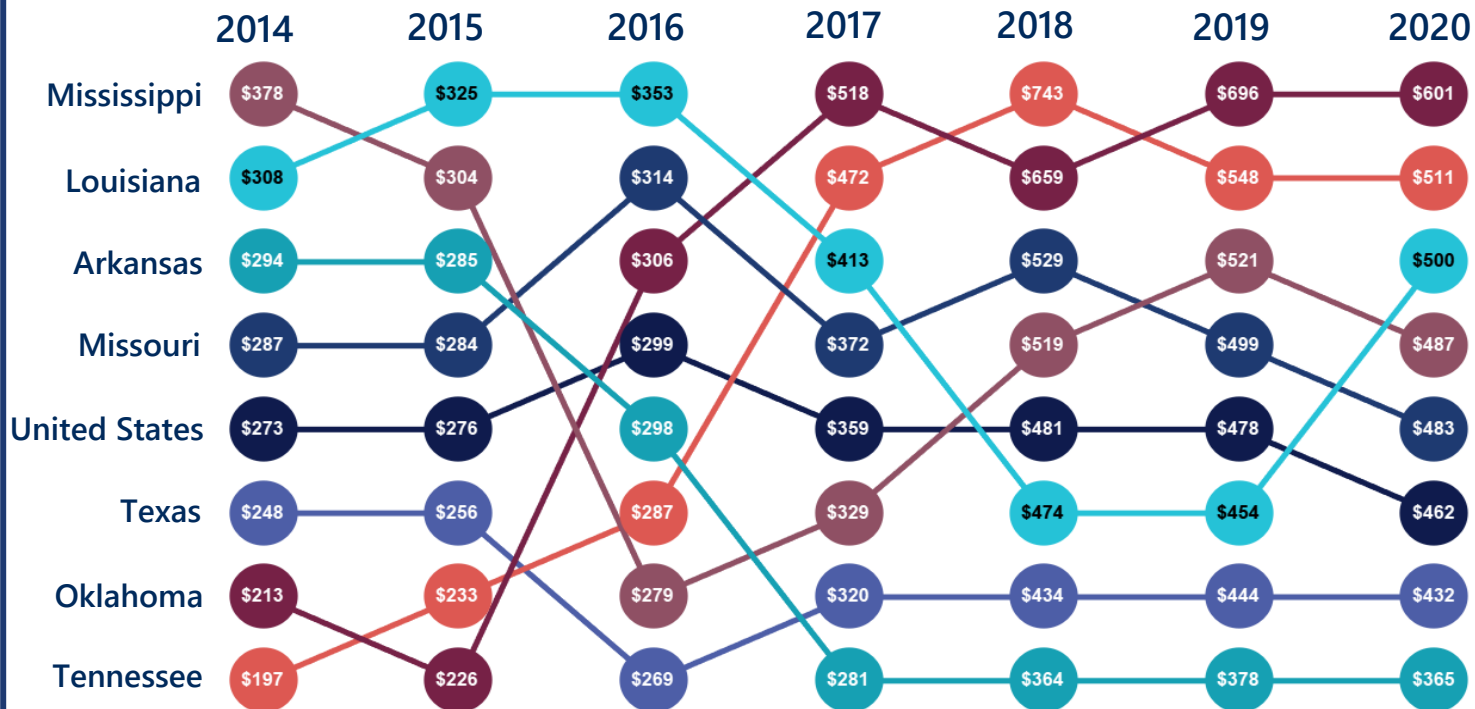 2014 2015 2016 2017 2018 2019 2020
Mississippi $378 $325 $353 $518 $743 $696 $601
Louisiana $308 $304 $314 $472 $659 $548 $511
Arkansas $294 $285 $306 $413 $529 $521 $500
Missouri $287 $284 $299 $372 $519 $499 $487
United States $273 $276 $298 $359 $481 $478 $483
Texas $248 $256 $287 $329 $474 $454 $462
Oklahoma $213 $233 $279 $320 $434 $444 $432
Tennessee $197 $226 $269 $281 $364 $378 $365